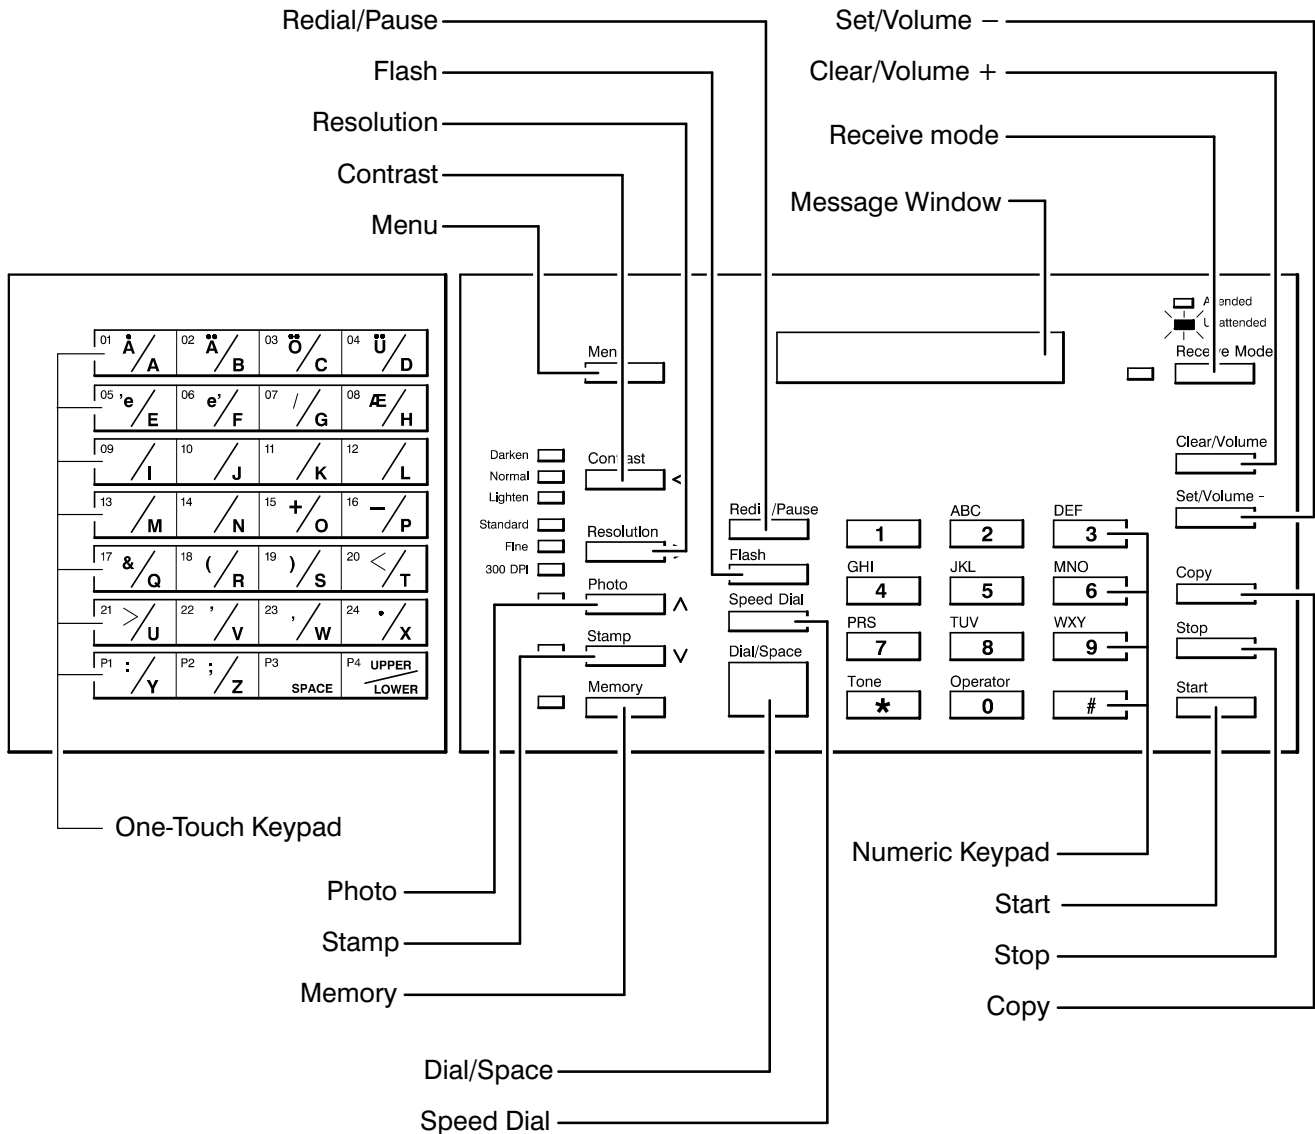 Redial/Pause
Set/Volume −
Flash
Clear/Volume +
Resolution
Receive mode
Contrast
Message Window
Menu
01 Å/A 02 Ä/B 03 Ö/C 04 Ü/D
05 'e/E 06 e'/F 07 / /G 08 Æ/H
09 /I 10 /J 11 /K 12 /L
13 /M 14 /N 15 +/O 16 −/P
17 &/Q 18 (/R 19 )/S 20 </T
21 >/U 22 '/V 23 ,/W 24 •/X
P1 :/Y P2 ;/Z P3 SPACE P4 UPPER/LOWER
Men
Darken
Normal
Lighten
Standard
Fine
300 DPI
Contrast <
Resolution >
Photo ∧
Stamp ∨
Memory
Redi /Pause
Flash
Speed Dial
Dial/Space
1
ABC 2
DEF 3
GHI 4
JKL 5
MNO 6
PRS 7
TUV 8
WXY 9
Tone *
Operator 0
#
A ended
U attended
Rece ve Mode
Clear/Volume
Set/Volume -
Copy
Stop
Start
One-Touch Keypad
Numeric Keypad
Photo
Start
Stamp
Stop
Memory
Copy
Dial/Space
Speed Dial